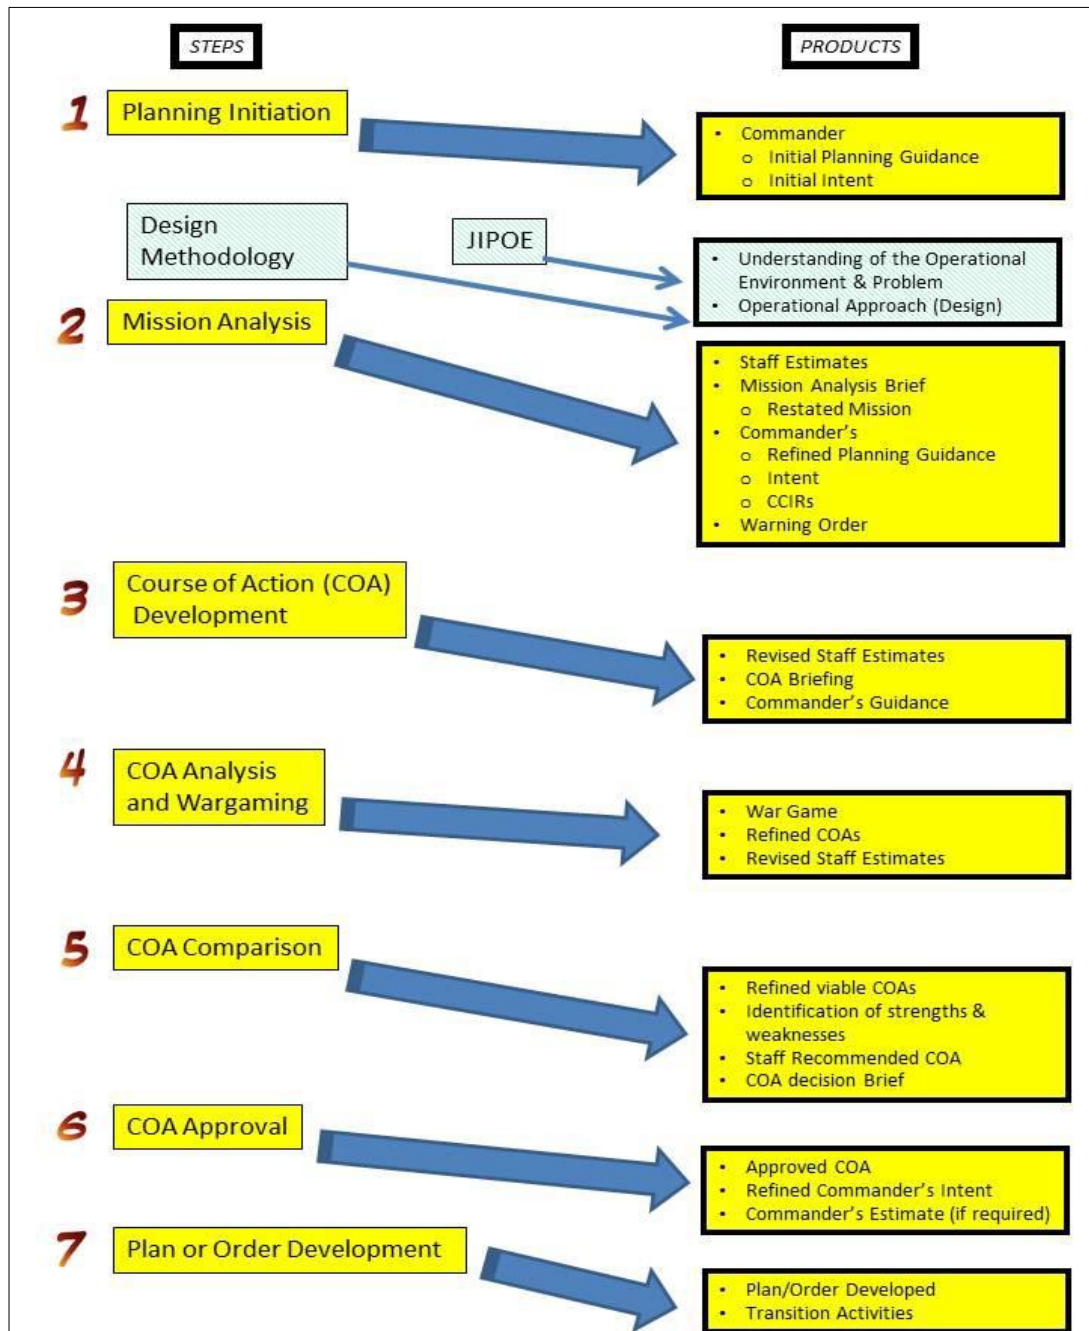 STEPS
PRODUCTS
1
Planning Initiation
• Commander
o Initial Planning Guidance
o Initial Intent
Design
Methodology
JIPOE
• Understanding of the Operational
Environment & Problem
• Operational Approach (Design)
2
Mission Analysis
• Staff Estimates
• Mission Analysis Brief
o Restated Mission
• Commander's
o Refined Planning Guidance
o Intent
o CCIRs
• Warning Order
3
Course of Action (COA)
Development
• Revised Staff Estimates
• COA Briefing
• Commander's Guidance
4
COA Analysis
and Wargaming
• War Game
• Refined COAs
• Revised Staff Estimates
5
COA Comparison
• Refined viable COAs
• Identification of strengths &
weaknesses
• Staff Recommended COA
• COA decision Brief
6
COA Approval
• Approved COA
• Refined Commander's Intent
• Commander's Estimate (if required)
7
Plan or Order Development
• Plan/Order Developed
• Transition Activities